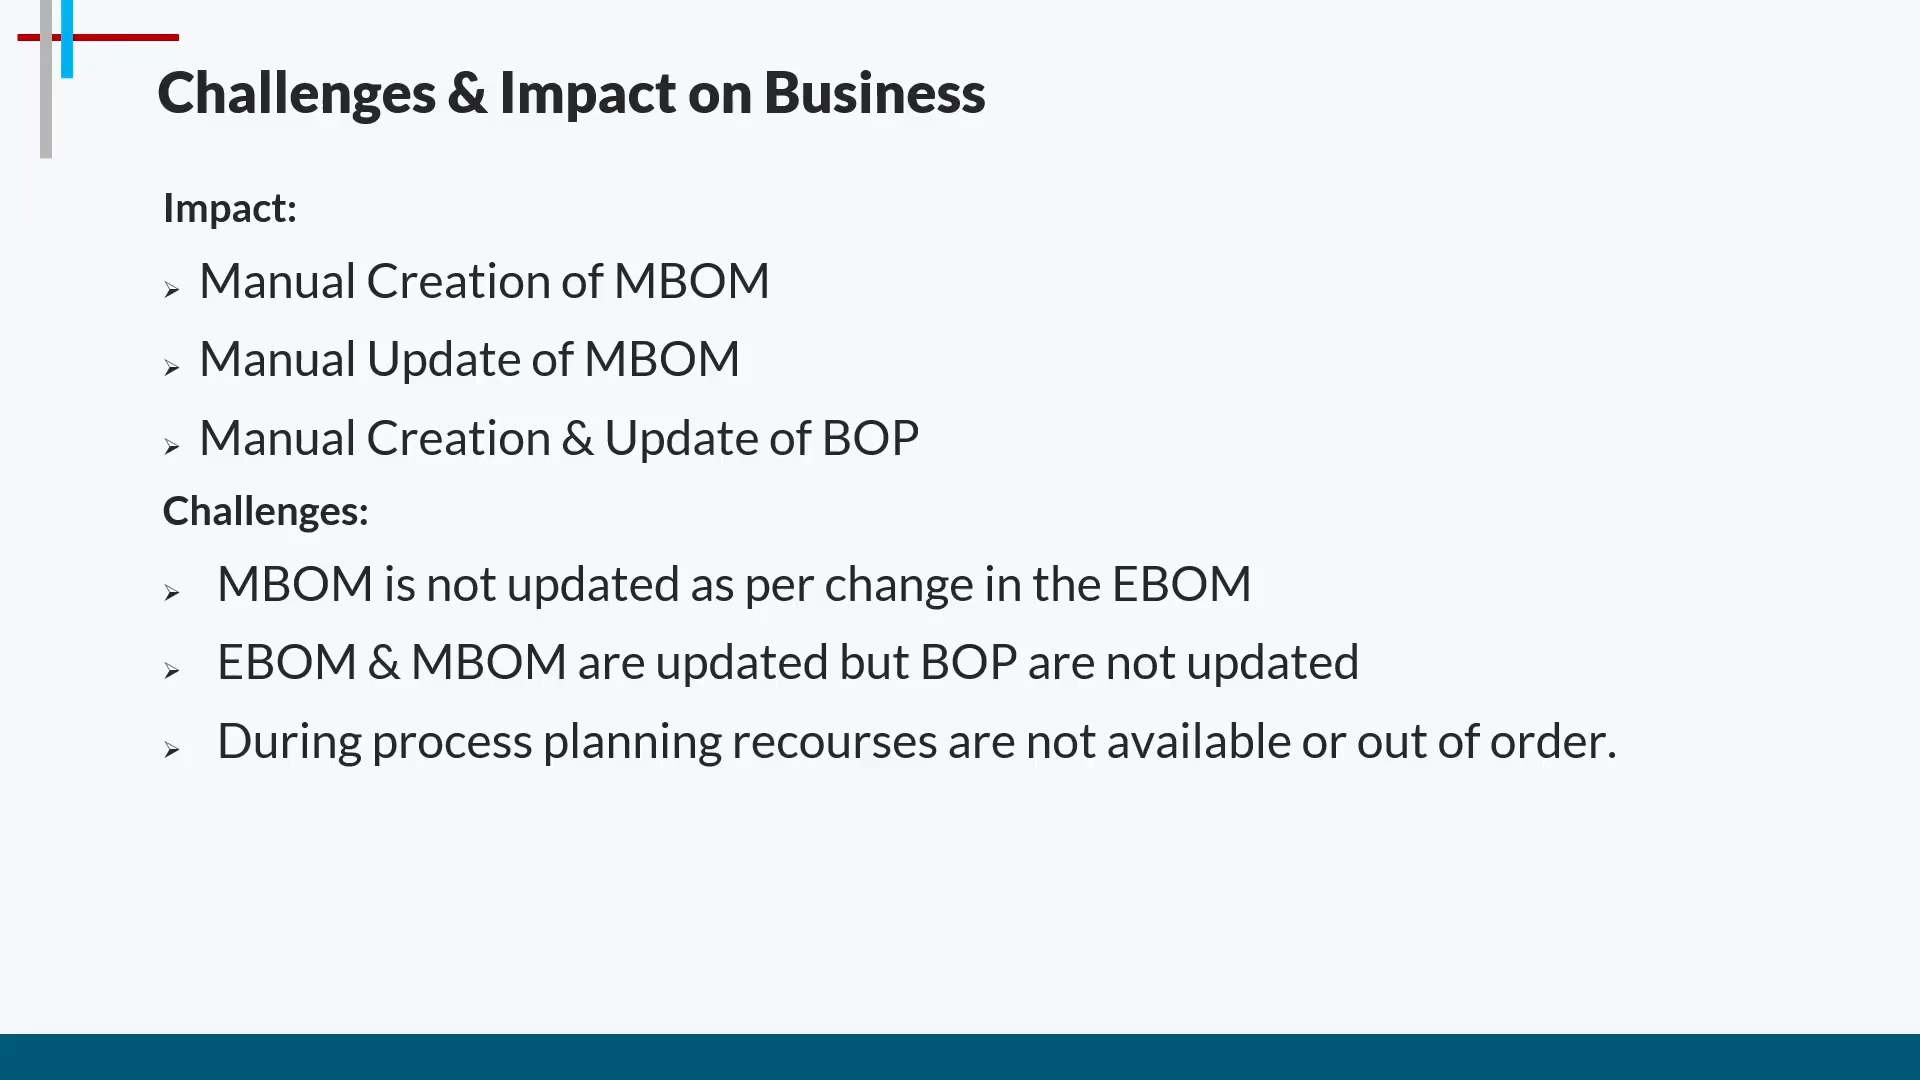 Challenges & Impact on Business
Impact:
➢ Manual Creation of MBOM
➢ Manual Update of MBOM
➢ Manual Creation & Update of BOP
Challenges:
➢ MBOM is not updated as per change in the EBOM
➢ EBOM & MBOM are updated but BOP are not updated
➢ During process planning recourses are not available or out of order.